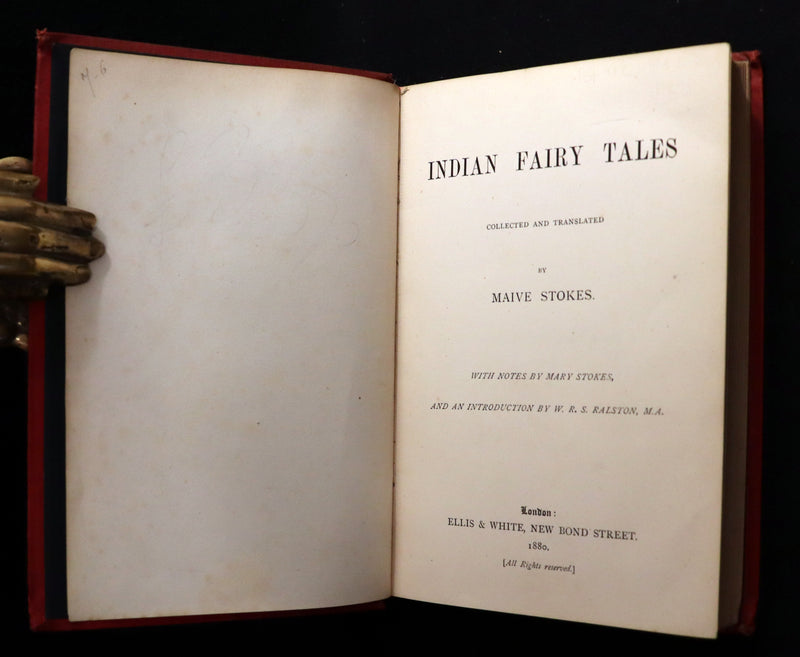 INDIAN FAIRY TALES
COLLECTED AND TRANSLATED
BY
MAIVE STOKES.
WITH NOTES BY MARY STOKES,
AND AN INTRODUCTION BY W. R. S. RALSTON, M.A.
London:
ELLIS & WHITE, NEW BOND STREET.
1880.
[All Rights reserved.]